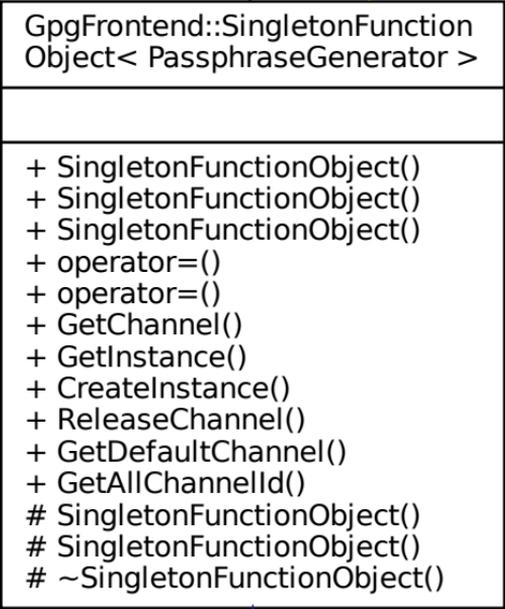 GpgFrontend::SingletonFunction
Object< PassphraseGenerator >
+ SingletonFunctionObject()
+ SingletonFunctionObject()
+ SingletonFunctionObject()
+ operator=()
+ operator=()
+ GetChannel()
+ GetInstance()
+ CreateInstance()
+ ReleaseChannel()
+ GetDefaultChannel()
+ GetAllChannelId()
# SingletonFunctionObject()
# SingletonFunctionObject()
# ~SingletonFunctionObject()